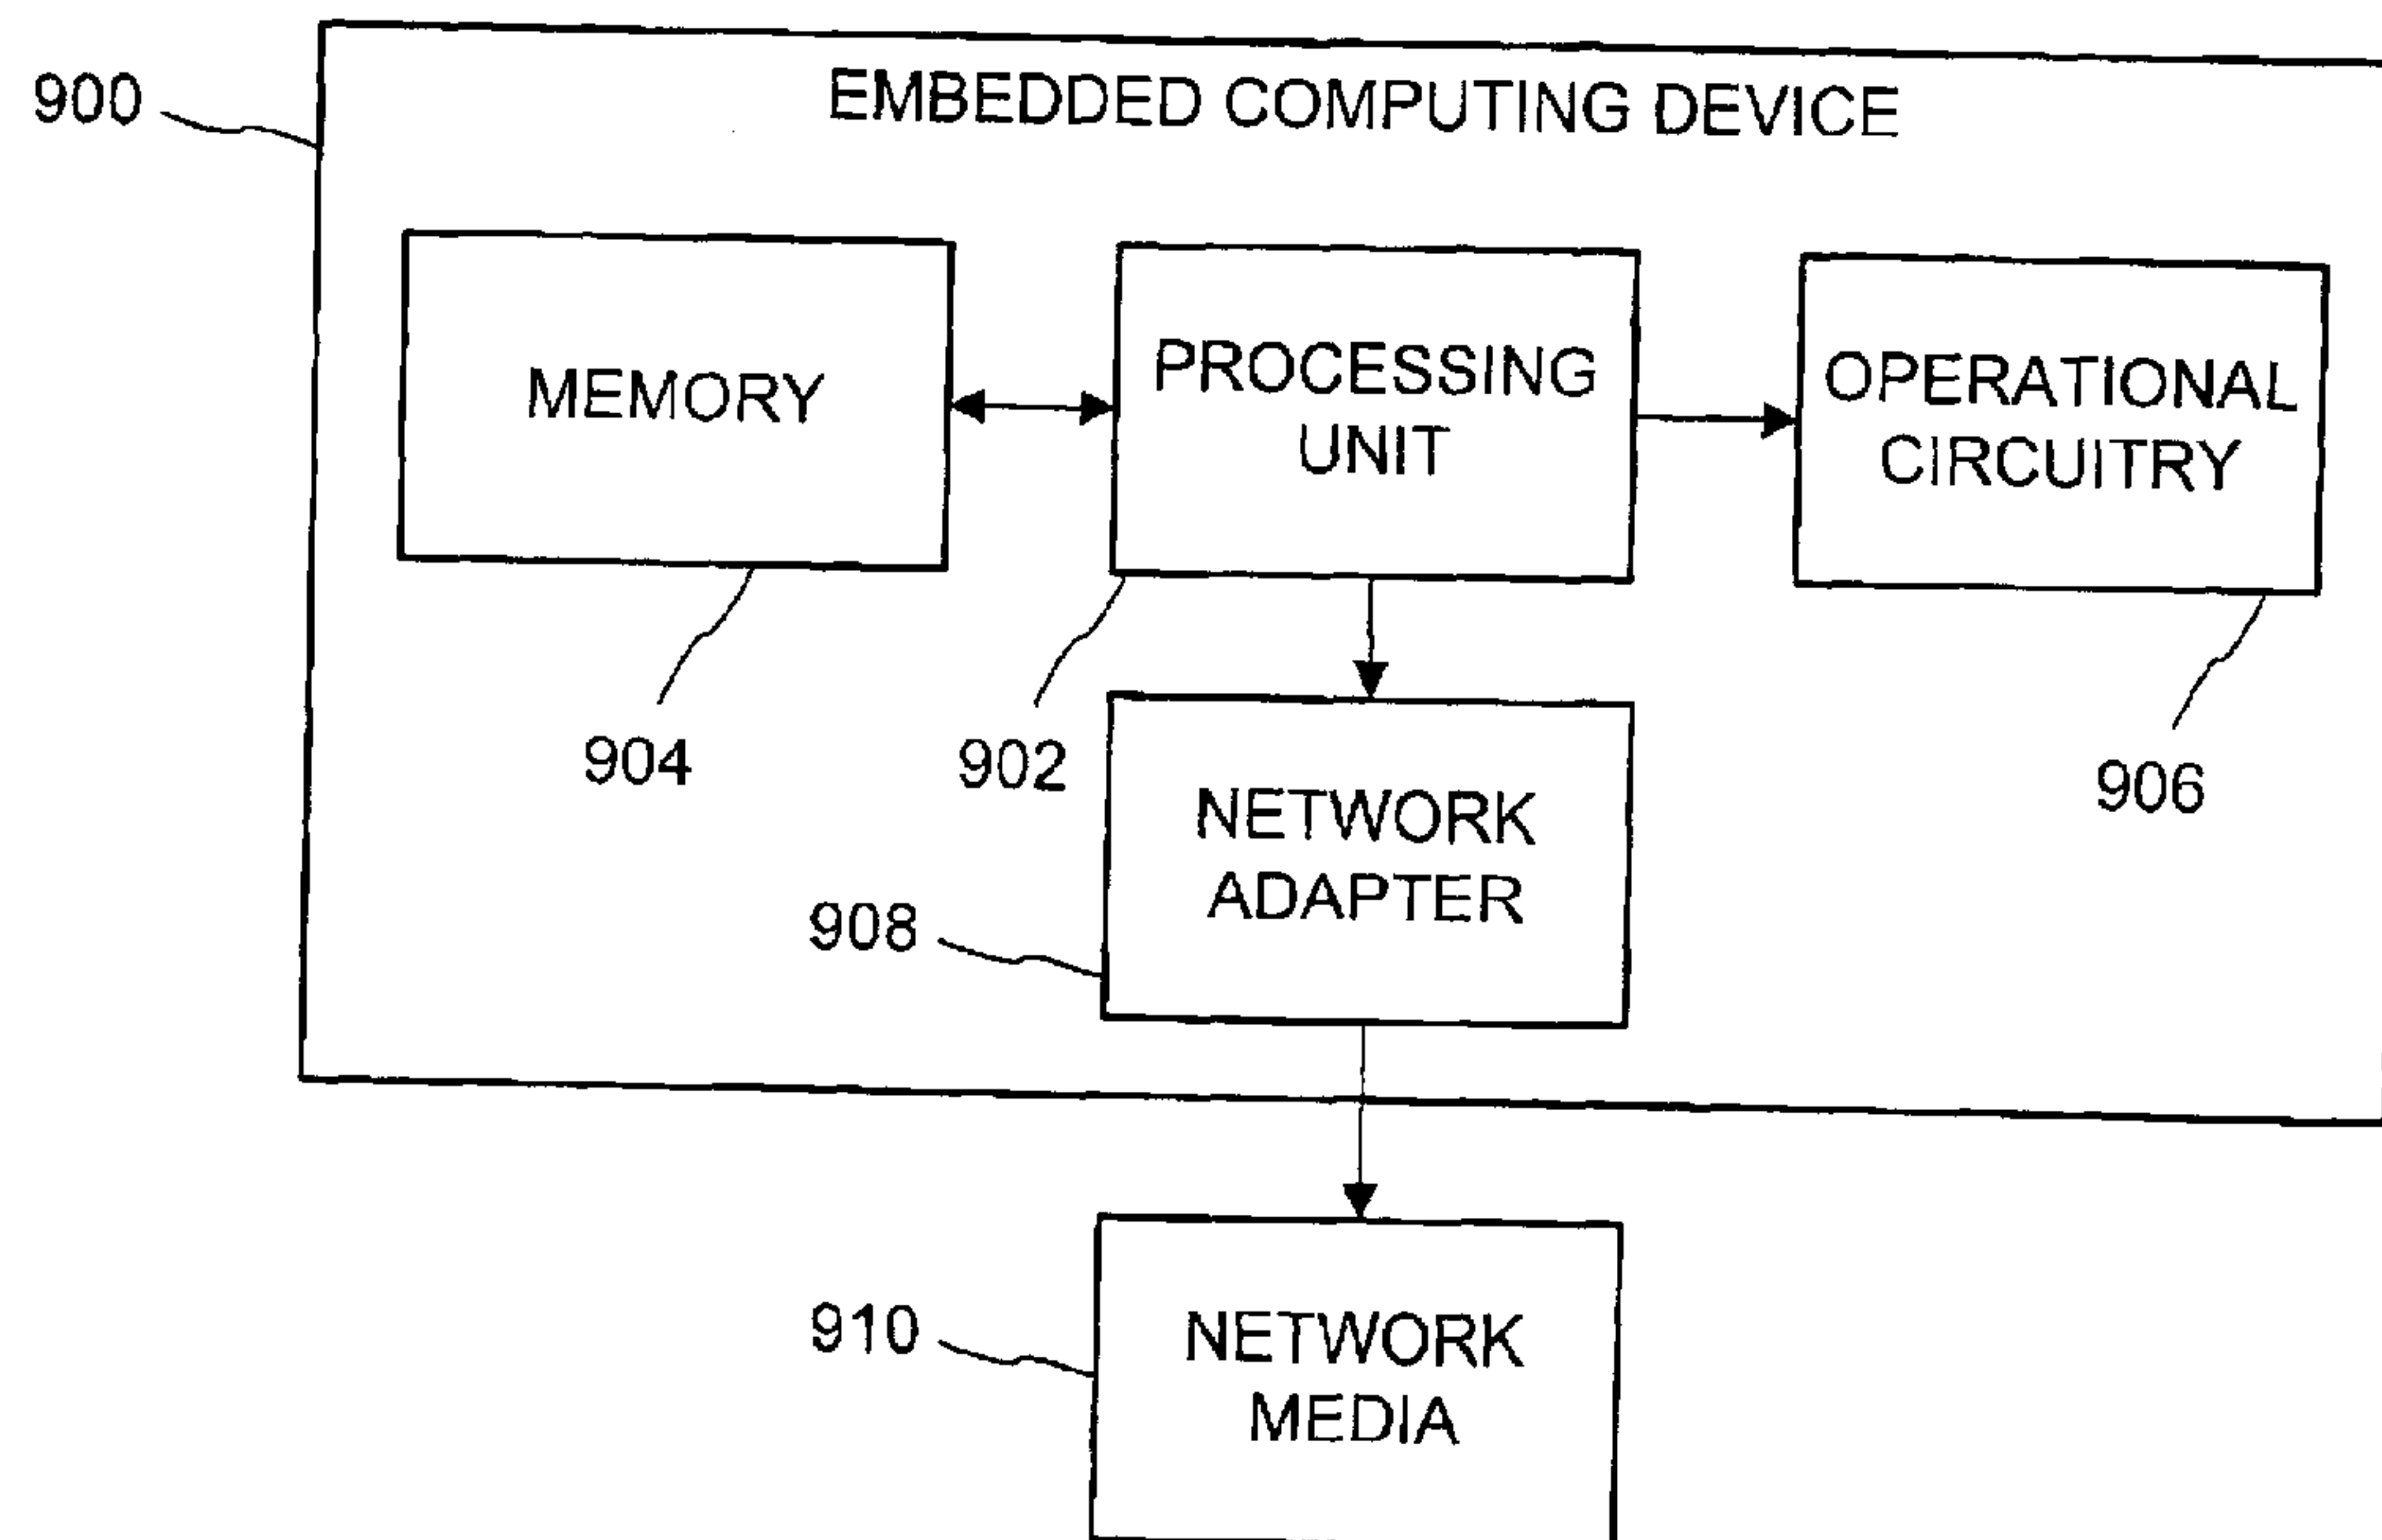 900
EMBEDDED COMPUTING DEVICE
MEMORY
PROCESSING
UNIT
OPERATIONAL
CIRCUITRY
904
902
906
NETWORK
ADAPTER
908
910
NETWORK
MEDIA